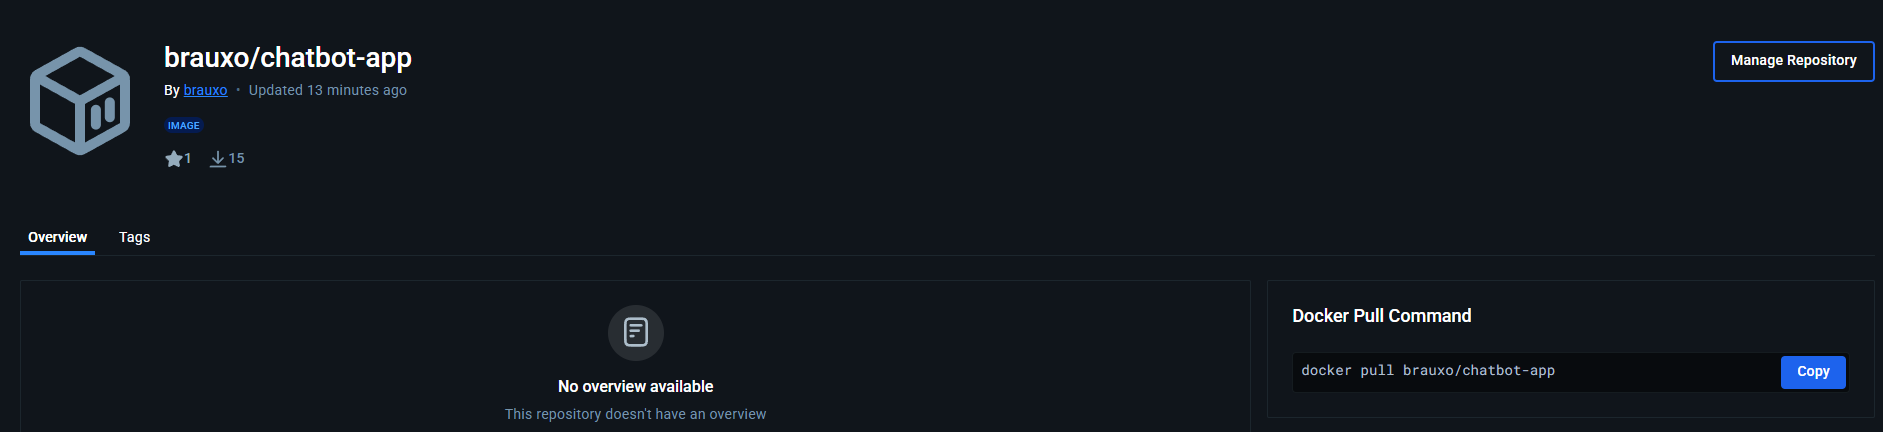 brauxo/chatbot-app
Manage Repository
By brauxo • Updated 13 minutes ago
IMAGE
1 15
Overview Tags
Docker Pull Command
docker pull brauxo/chatbot-app Copy
No overview available
This repository doesn't have an overview